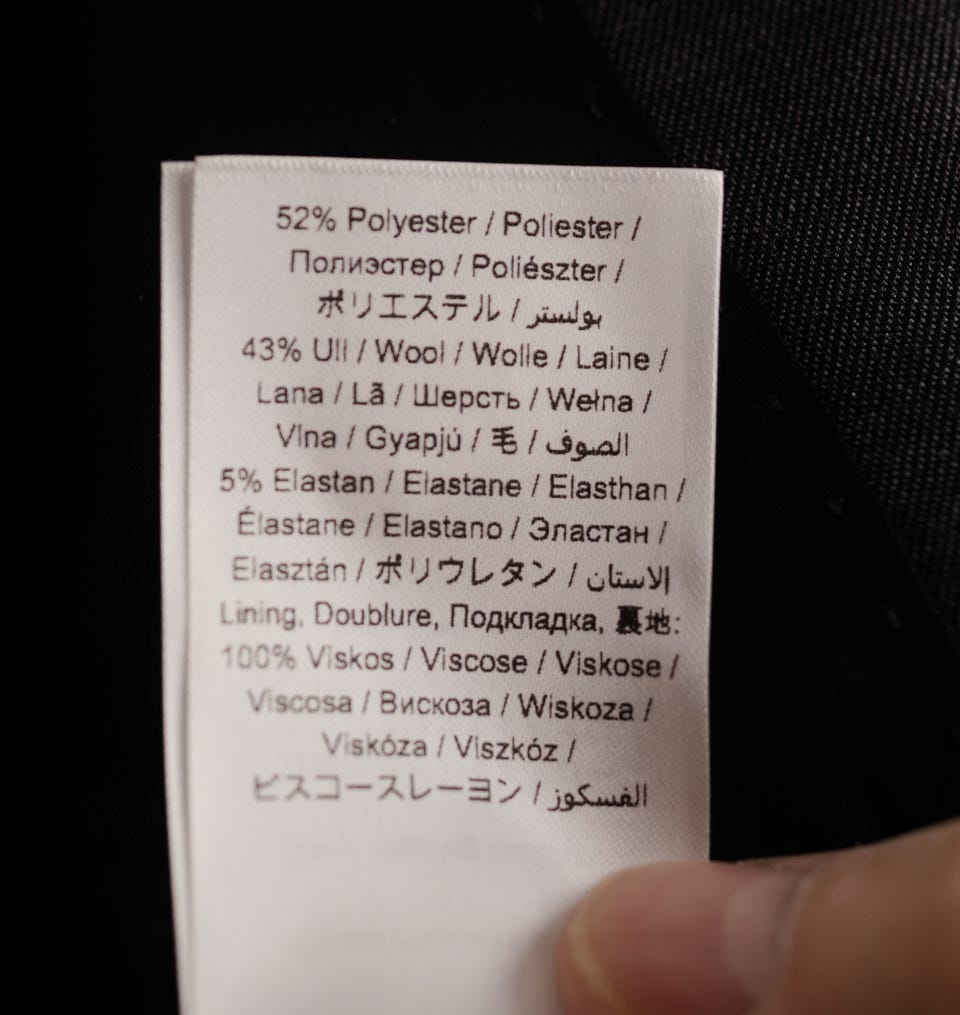 52% Polyester / Poliester /
Полиэстер / Poliészter /
ポリエステル / بولستر
43% Ull / Wool / Wolle / Laine /
Lana / Lã / Шерсть / Wełna /
Vlna / Gyapjú / 毛 / الصوف
5% Elastan / Elastane / Elasthan /
Élastane / Elastano / Эластан /
Elasztán / ポリウレタン / إلاستان
Lining, Doublure, Подкладка, 裏地:
100% Viskos / Viscose / Viskose /
Viscosa / Вискоза / Wiskoza /
Viskóza / Viszkóz /
ビスコースレーヨン / الفسكوز